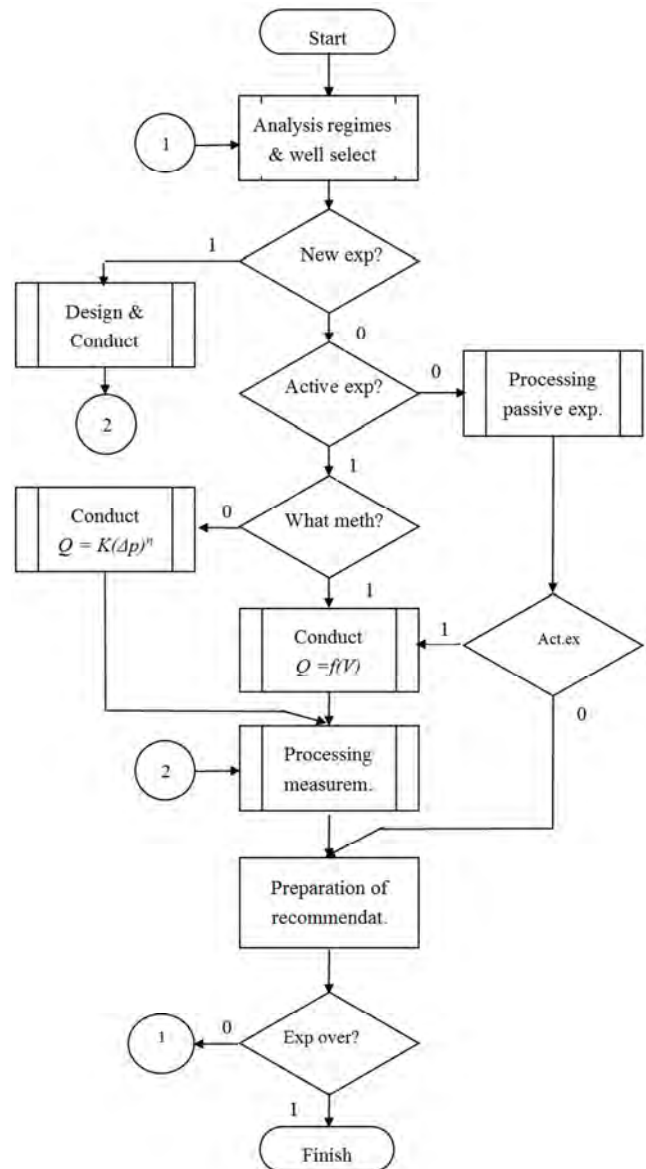 Start
Analysis regimes
& well select
1
New exp?
1
Design &
Conduct
0
2
Active exp?
0
Processing
passive exp.
1
What meth?
0
Conduct
Q = K(Δp)ⁿ
1
Conduct
Q =f(V)
1
Act.ex
0
2
Processing
measurem.
Preparation of
recommendat.
Exp over?
0
1
1
Finish